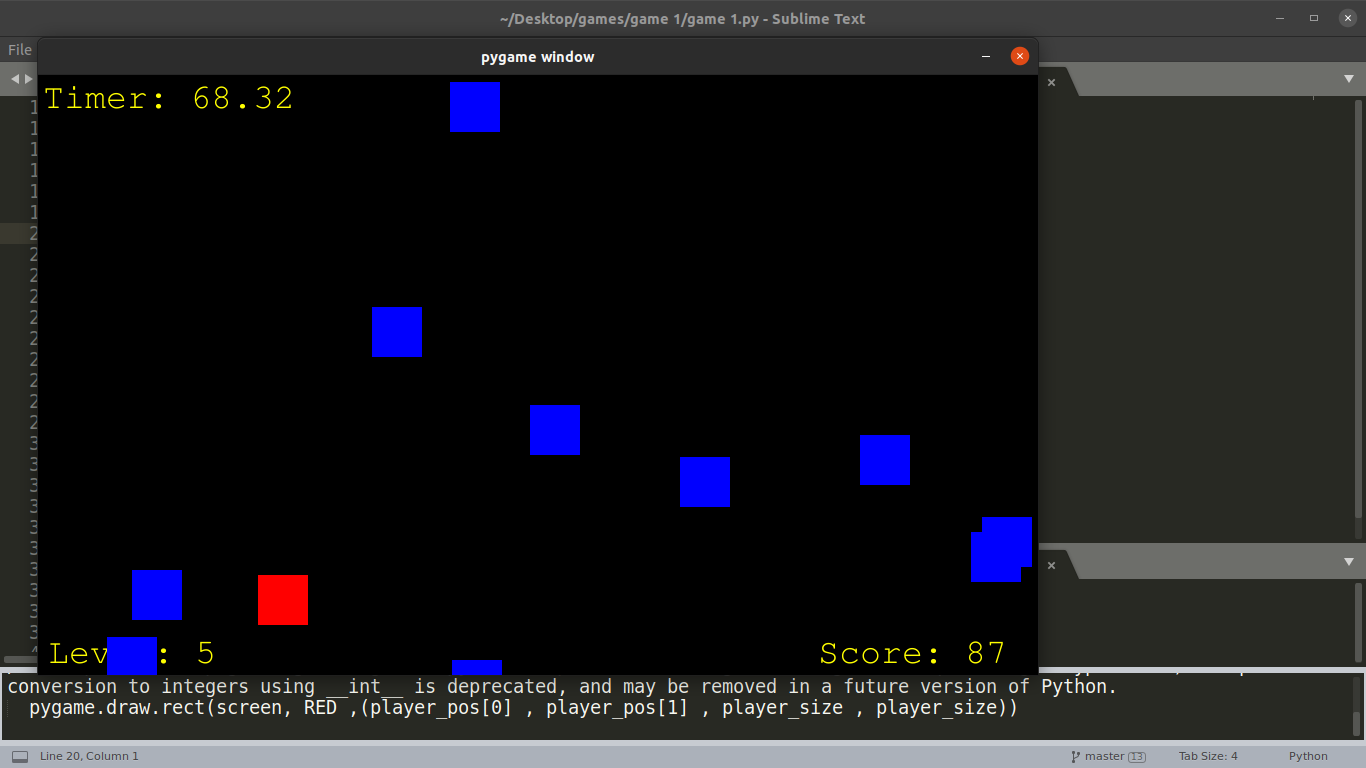 ~/Desktop/games/game 1/game 1.py - Sublime Text
File
pygame window
Timer: 68.32
Lev : 5
Score: 87
conversion to integers using __int__ is deprecated, and may be removed in a future version of Python.
pygame.draw.rect(screen, RED ,(player_pos[0] , player_pos[1] , player_size , player_size))
Line 20, Column 1
master 13
Tab Size: 4
Python